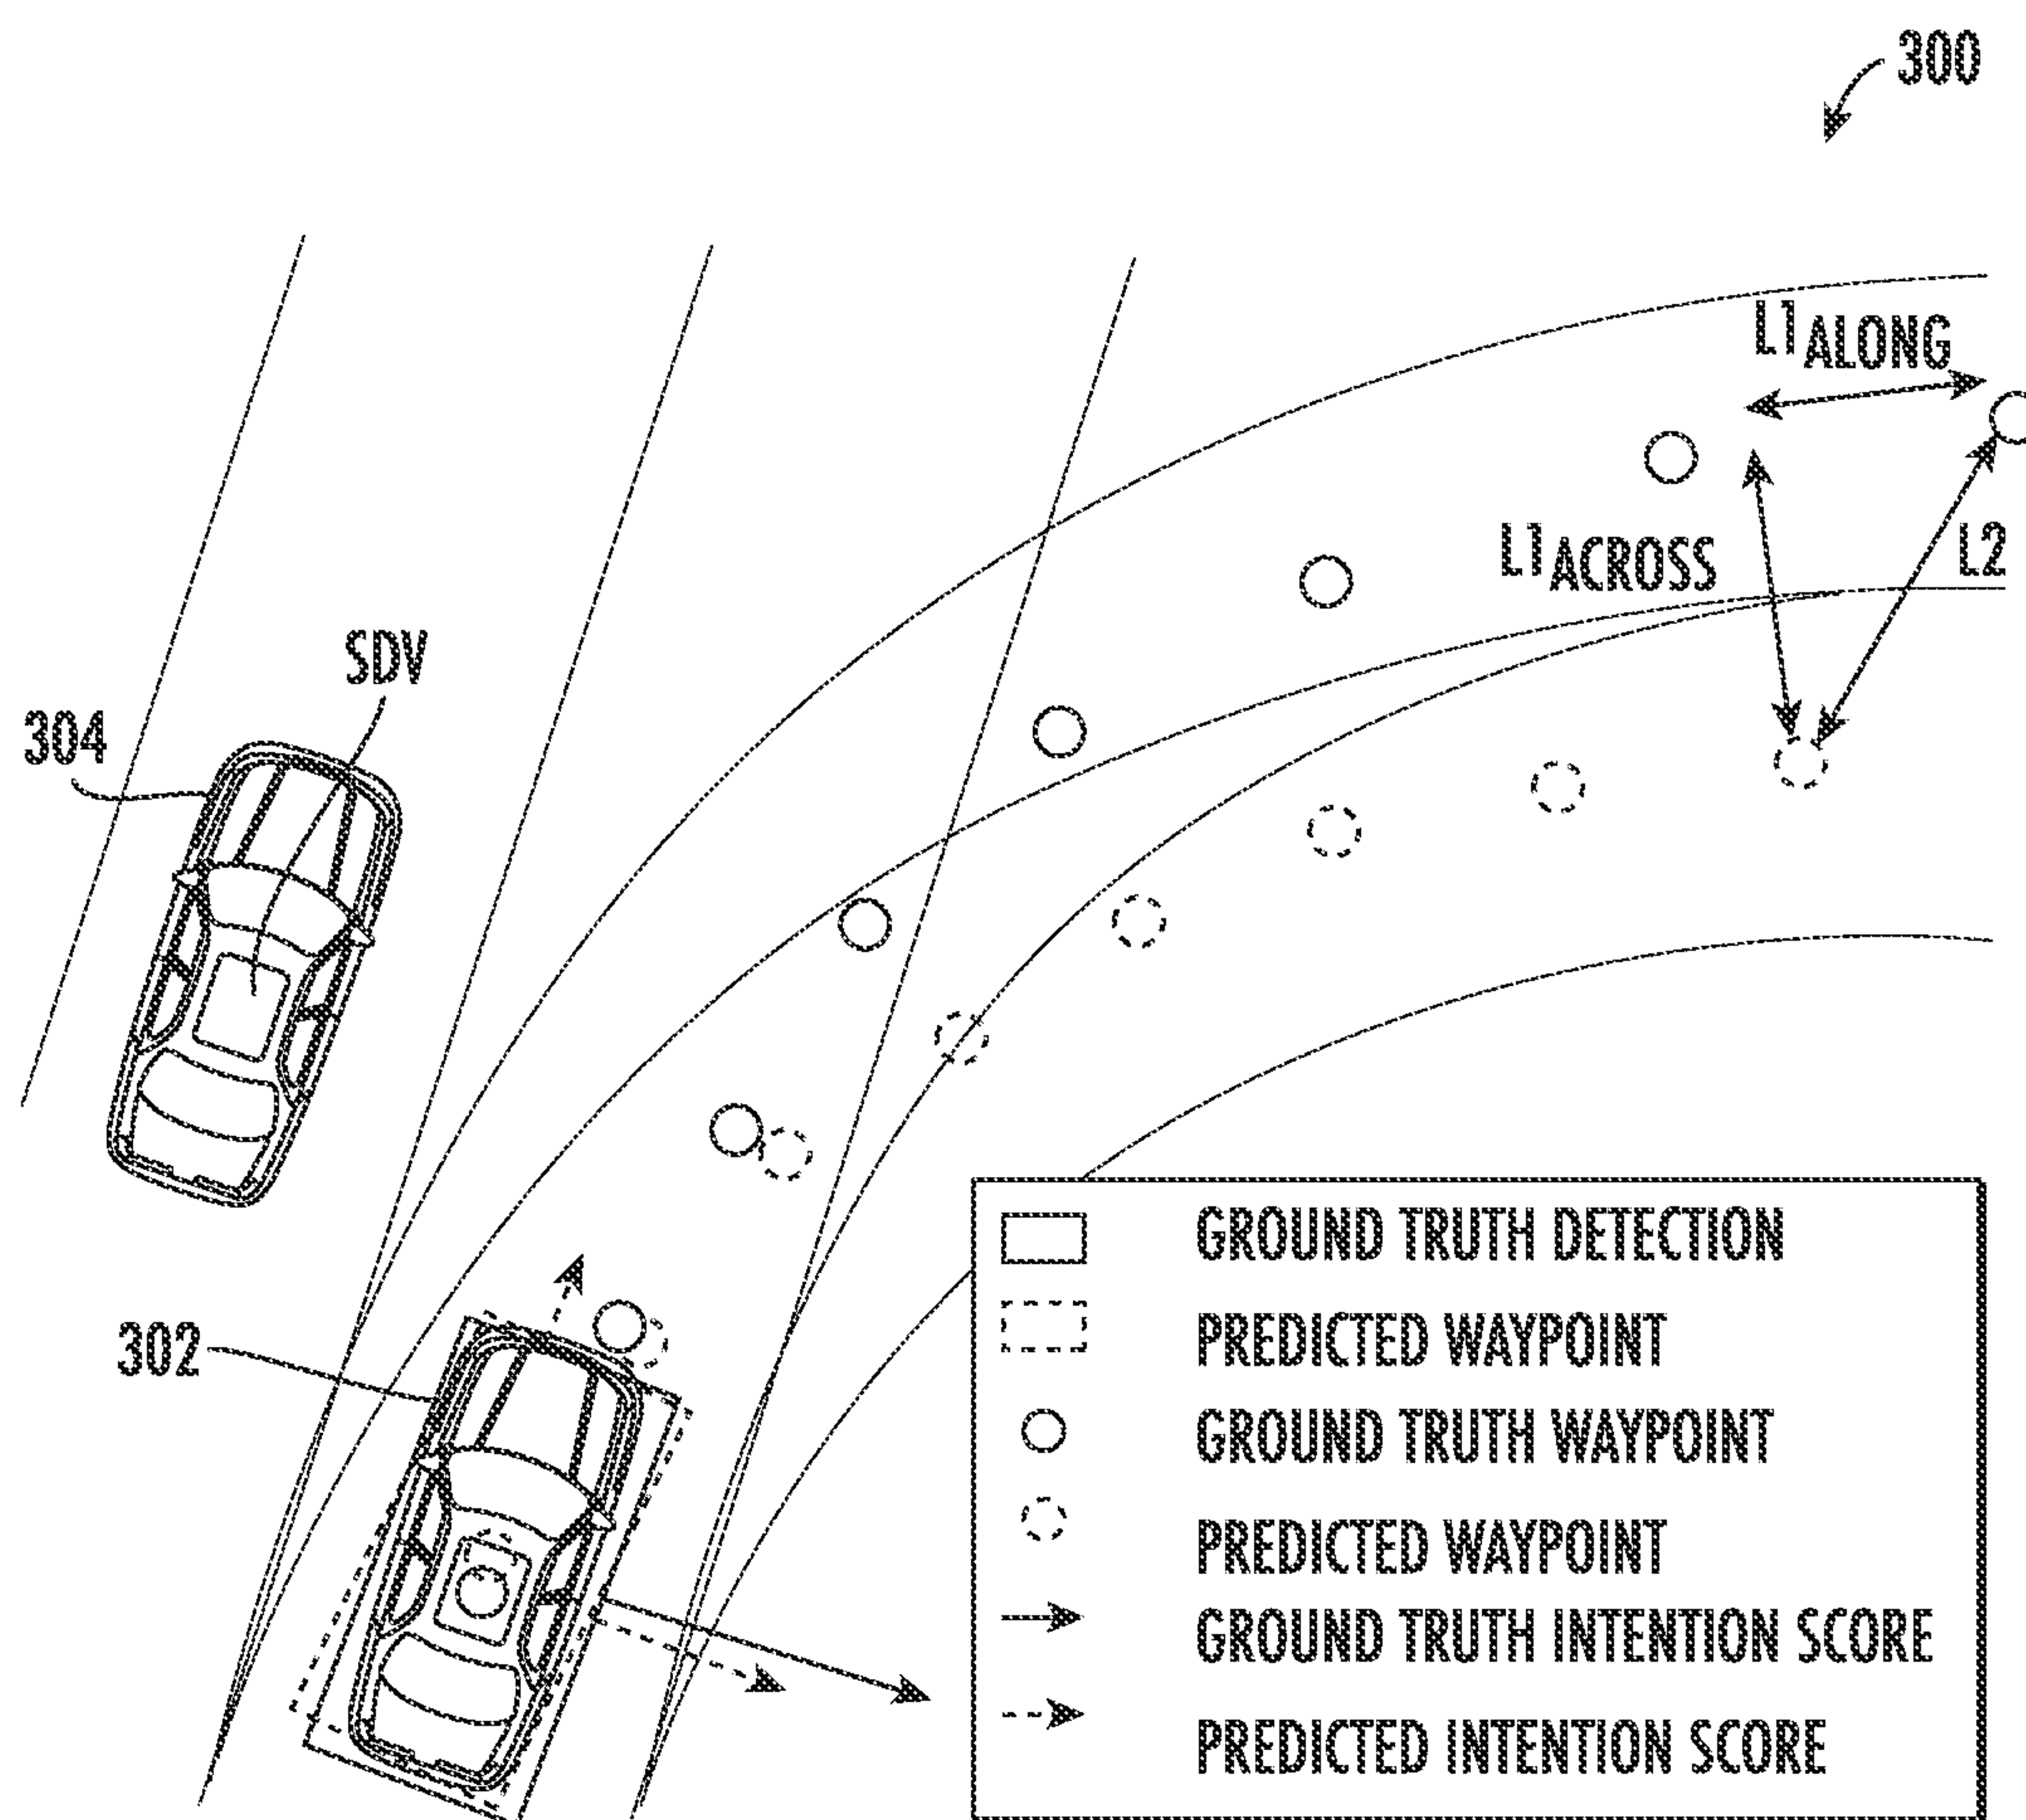 300
L1ALONG
L1ACROSS
L2
SDV
304
302
GROUND TRUTH DETECTION
PREDICTED WAYPOINT
GROUND TRUTH WAYPOINT
PREDICTED WAYPOINT
GROUND TRUTH INTENTION SCORE
PREDICTED INTENTION SCORE